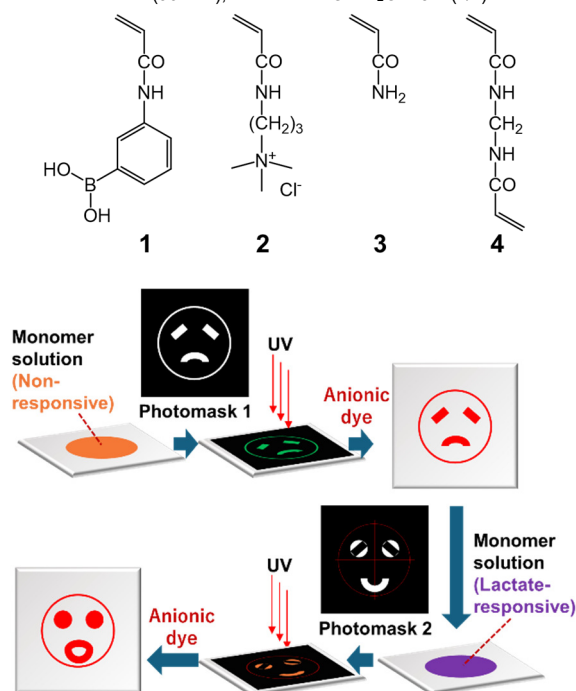 CO CO CO CO
NH NH NH2 NH
(CH2)3 CH2
HO B N+ NH
OH Cl- CO
1 2 3 4
Monomer
solution
(Non-
responsive)
Photomask 1
UV
Anionic
dye
Monomer
solution
(Lactate-
responsive)
Photomask 2
UV
Anionic
dye